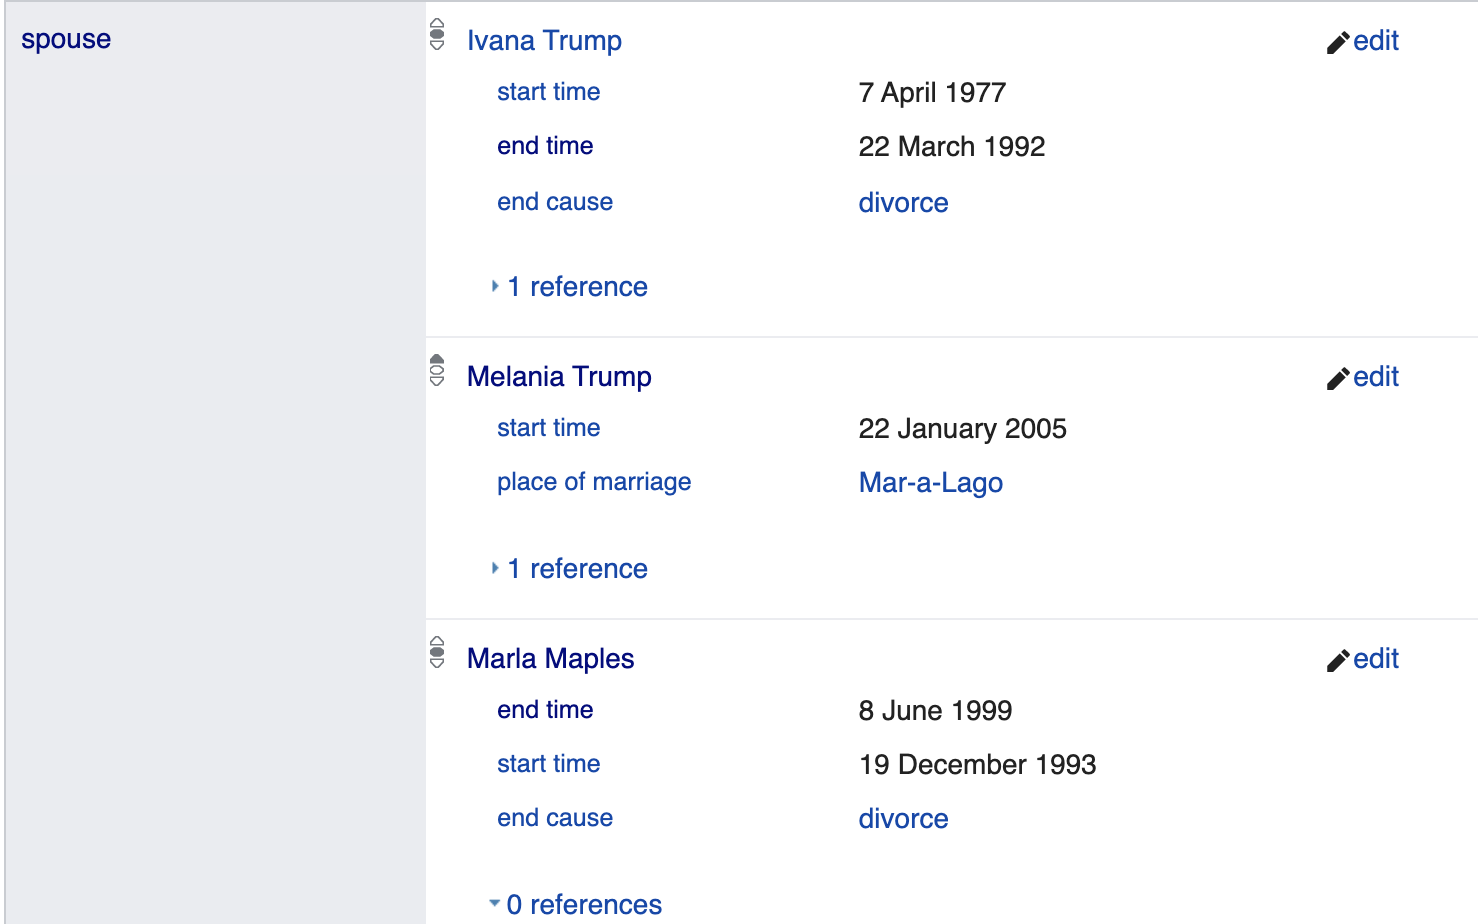 spouse
Ivana Trump edit
start time 7 April 1977
end time 22 March 1992
end cause divorce
1 reference
Melania Trump edit
start time 22 January 2005
place of marriage Mar-a-Lago
1 reference
Marla Maples edit
end time 8 June 1999
start time 19 December 1993
end cause divorce
0 references